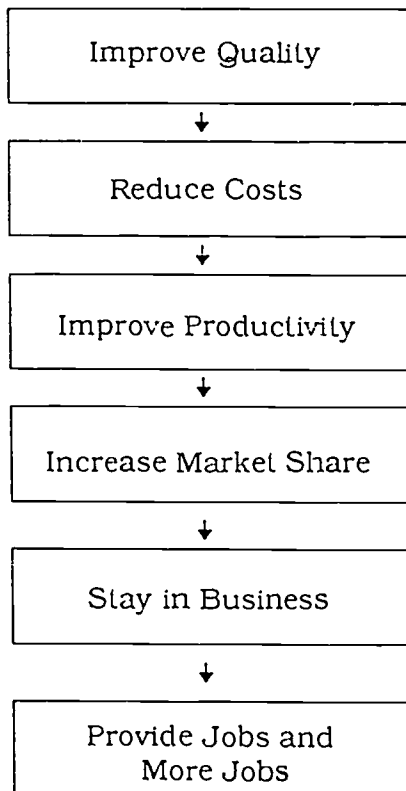 Improve Quality
Reduce Costs
Improve Productivity
Increase Market Share
Stay in Business
Provide Jobs and
More Jobs